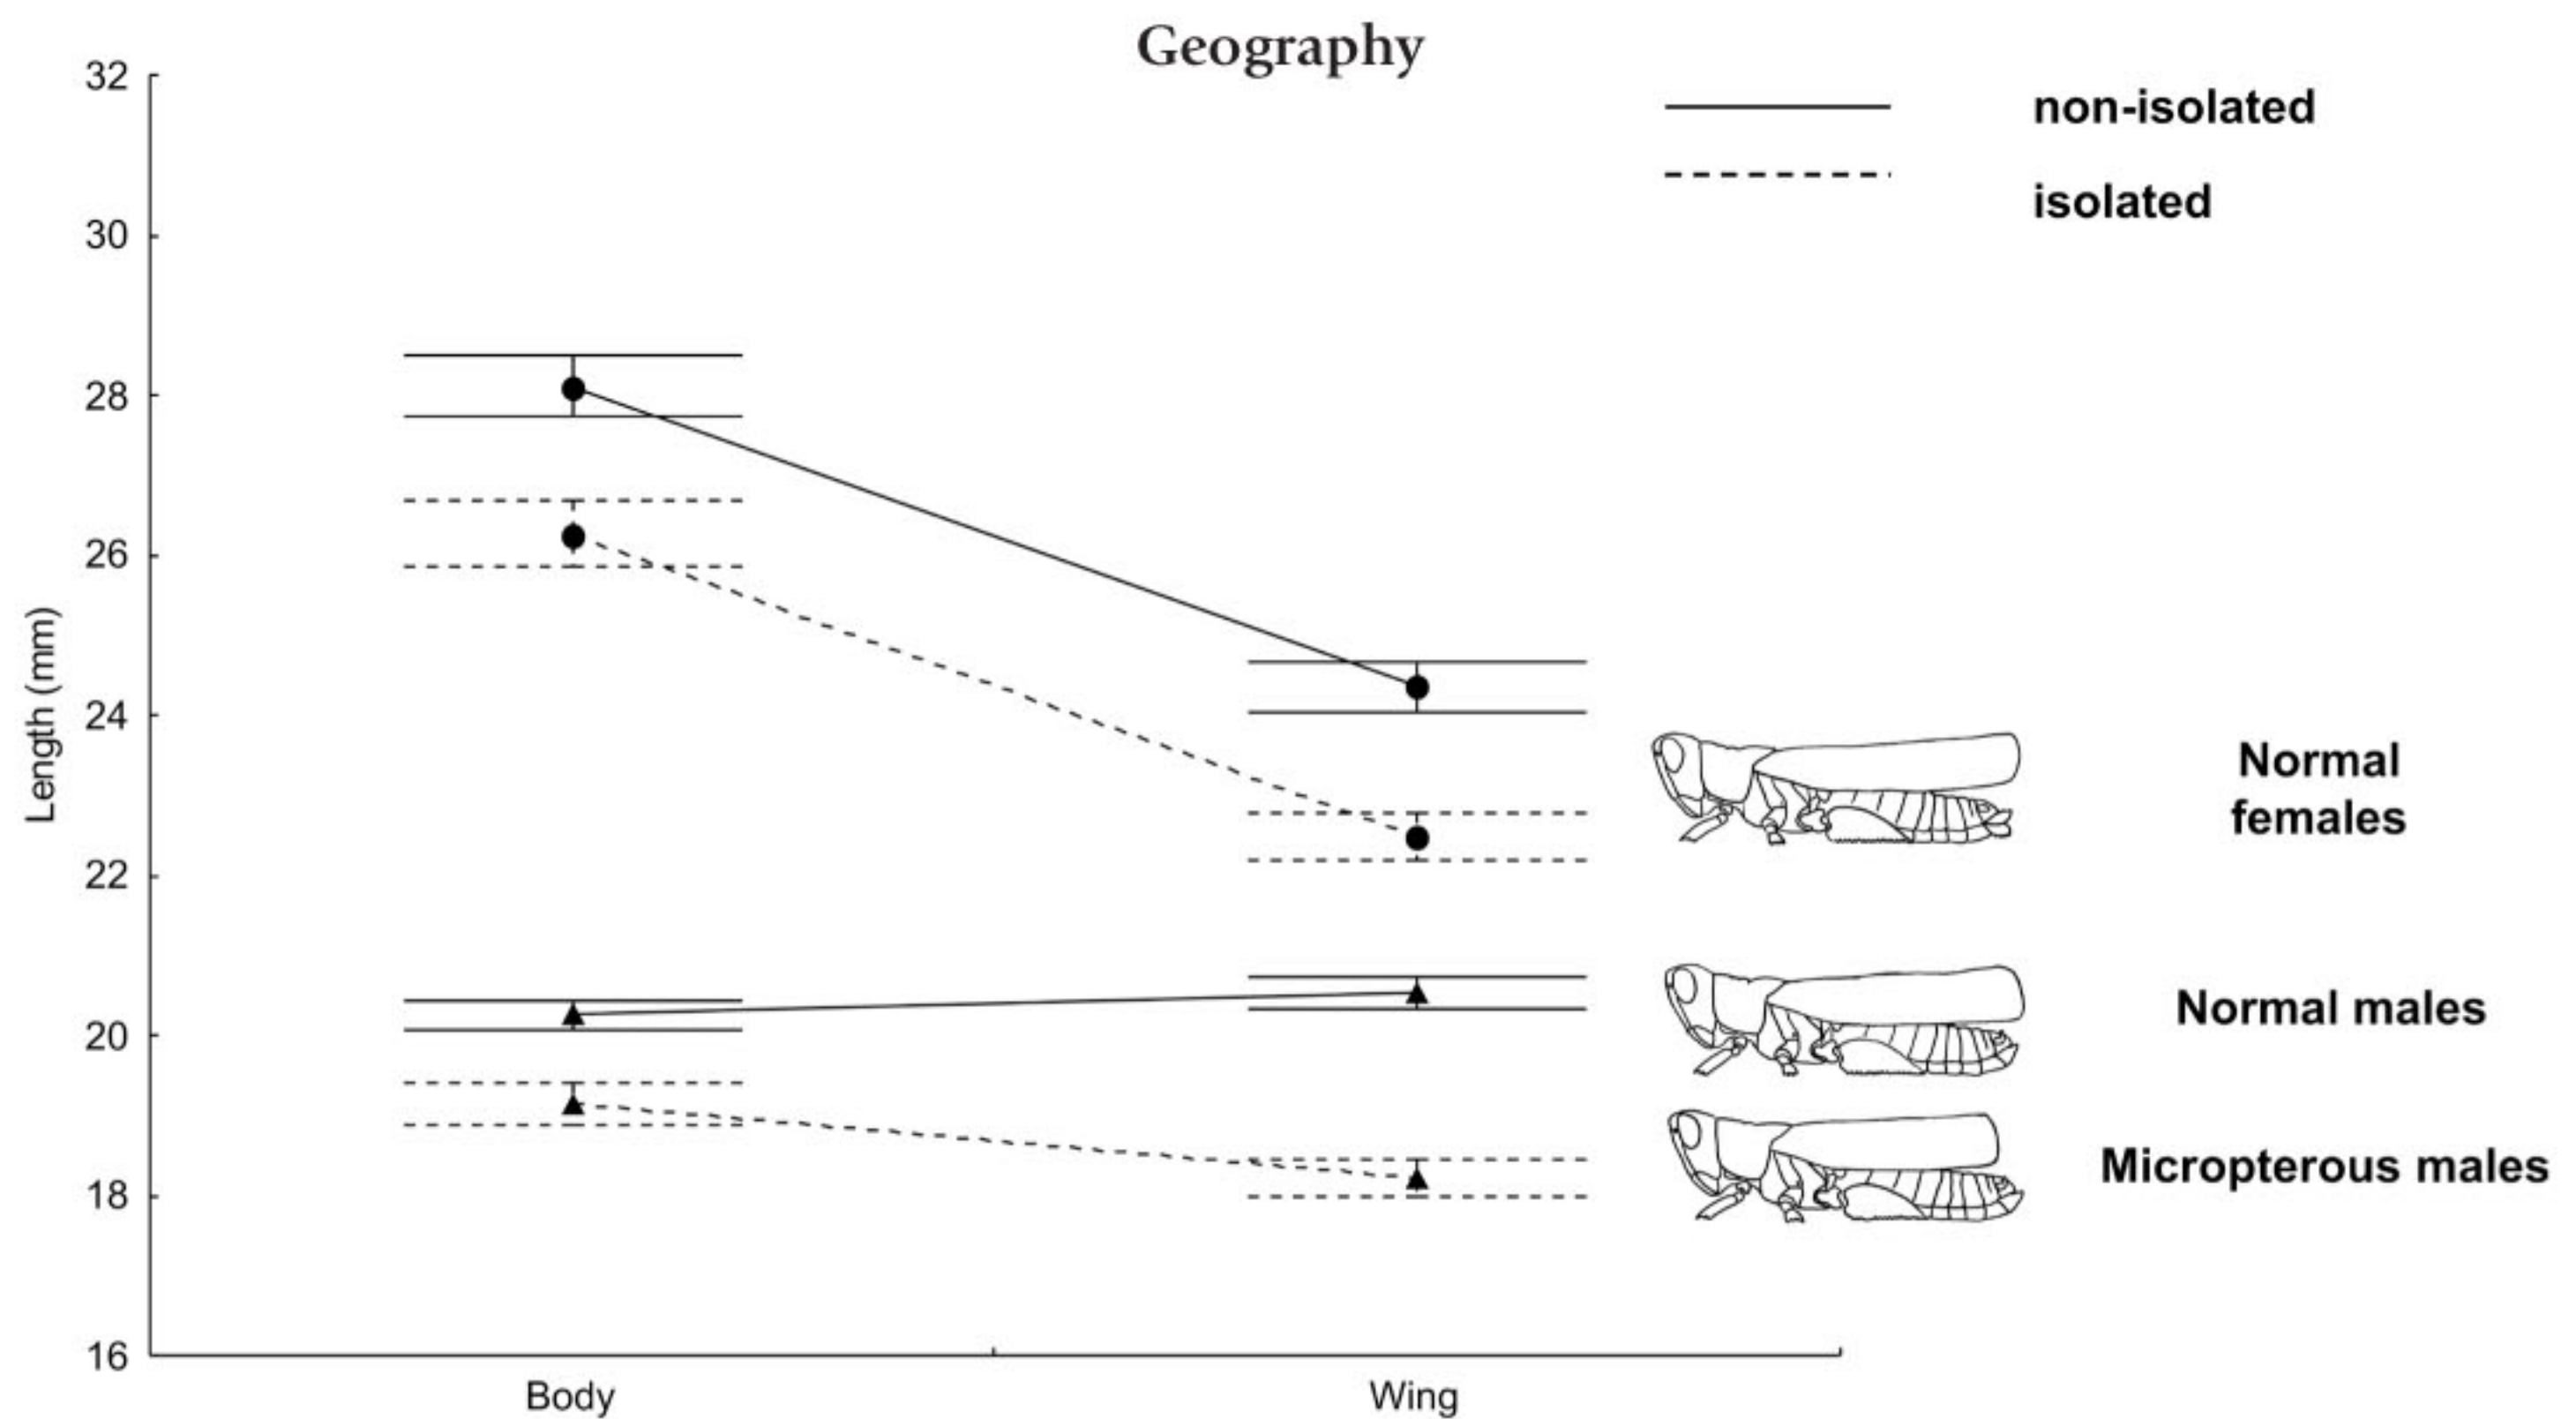 Geography
non-isolated
isolated
32
30
28
26
24
22
20
18
16
Length (mm)
Normal
females
Normal males
Micropterous males
Body
Wing